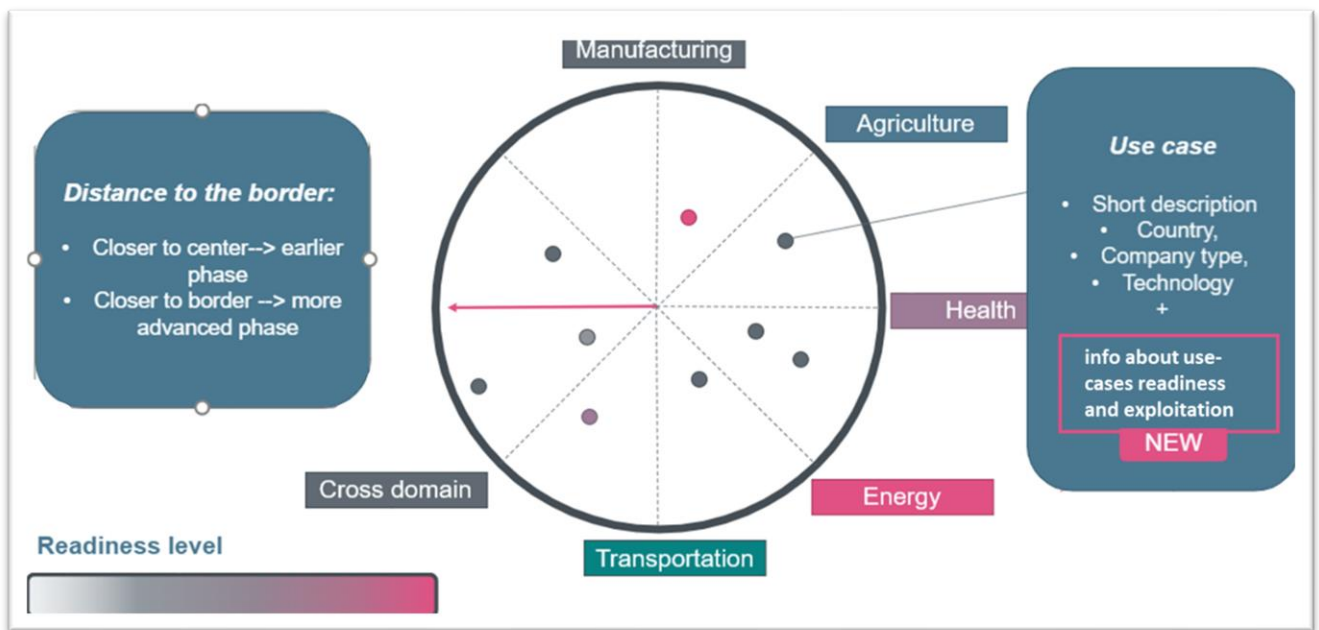 Manufacturing
Agriculture
Distance to the border:
• Closer to center--> earlier
phase
• Closer to border --> more
advanced phase
Use case
• Short description
• Country,
• Company type,
• Technology
+
info about use-
cases readiness
and exploitation
NEW
Health
Cross domain
Energy
Transportation
Readiness level